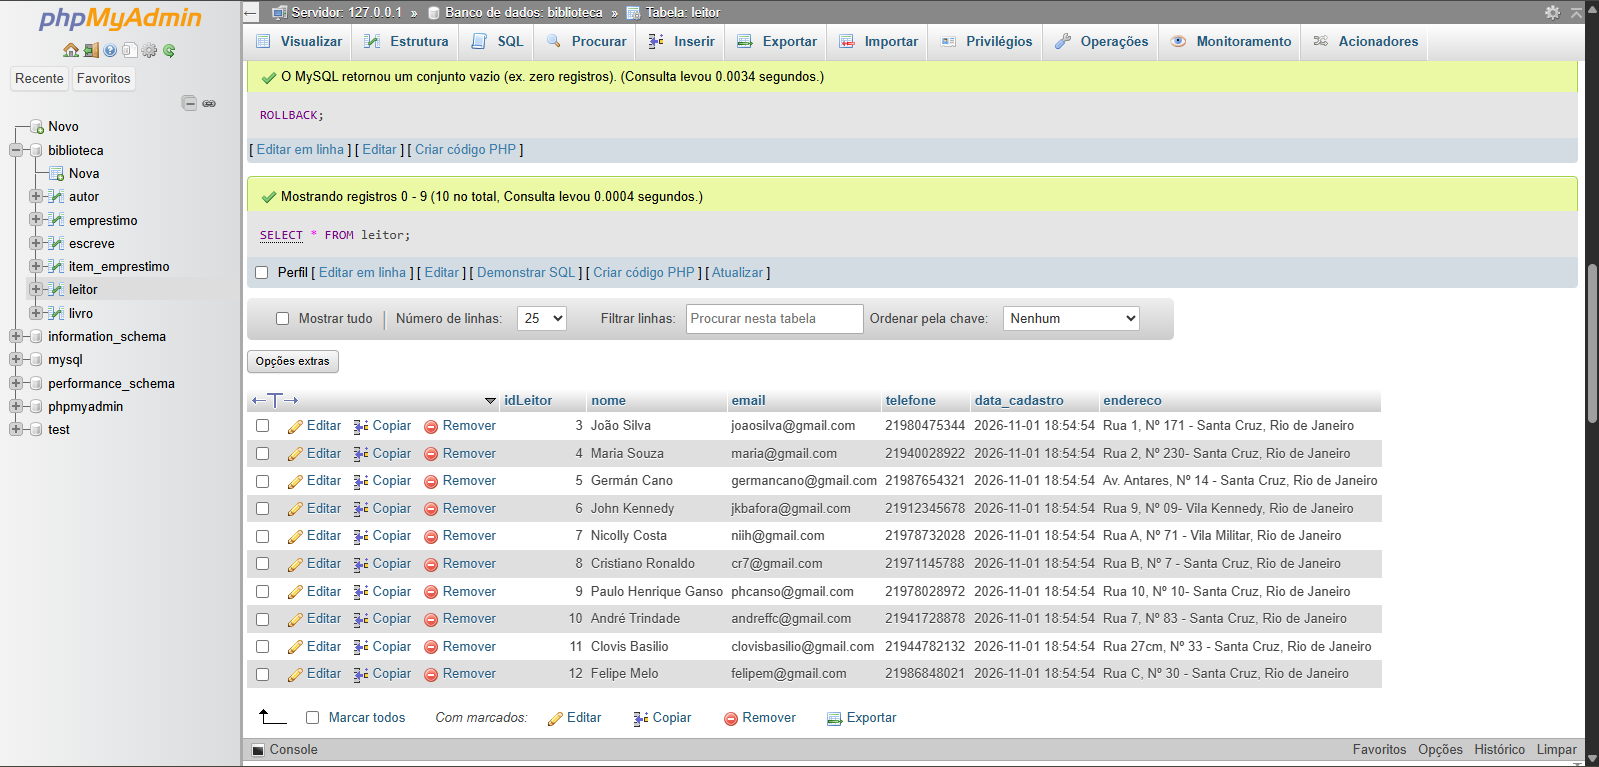 phpMyAdmin
Recente Favoritos
Novo
biblioteca
Nova
autor
emprestimo
escreve
item_emprestimo
leitor
livro
information_schema
mysql
performance_schema
phpmyadmin
test
Servidor: 127.0.0.1 » Banco de dados: biblioteca » Tabela: leitor
Visualizar Estrutura SQL Procurar Inserir Exportar Importar Privilégios Operações Monitoramento Acionadores
O MySQL retornou um conjunto vazio (ex. zero registros). (Consulta levou 0.0034 segundos.)
ROLLBACK;
[ Editar em linha ] [ Editar ] [ Criar código PHP ]
Mostrando registros 0 - 9 (10 no total, Consulta levou 0.0004 segundos.)
SELECT * FROM leitor;
Perfil [ Editar em linha ] [ Editar ] [ Demonstrar SQL ] [ Criar código PHP ] [ Atualizar ]
Mostrar tudo | Número de linhas: 25 Filtrar linhas: Procurar nesta tabela Ordenar pela chave: Nenhum
Opções extras
←T→ idLeitor nome email telefone data_cadastro endereco
Editar Copiar Remover 3 João Silva joaosilva@gmail.com 21980475344 2026-11-01 18:54:54 Rua 1, Nº 171 - Santa Cruz, Rio de Janeiro
Editar Copiar Remover 4 Maria Souza maria@gmail.com 21940028922 2026-11-01 18:54:54 Rua 2, Nº 230- Santa Cruz, Rio de Janeiro
Editar Copiar Remover 5 Germán Cano germancano@gmail.com 21987654321 2026-11-01 18:54:54 Av. Antares, Nº 14 - Santa Cruz, Rio de Janeiro
Editar Copiar Remover 6 John Kennedy jkbafora@gmail.com 21912345678 2026-11-01 18:54:54 Rua 9, Nº 09- Vila Kennedy, Rio de Janeiro
Editar Copiar Remover 7 Nicolly Costa niih@gmail.com 21978732028 2026-11-01 18:54:54 Rua A, Nº 71 - Vila Militar, Rio de Janeiro
Editar Copiar Remover 8 Cristiano Ronaldo cr7@gmail.com 21971145788 2026-11-01 18:54:54 Rua B, Nº 7 - Santa Cruz, Rio de Janeiro
Editar Copiar Remover 9 Paulo Henrique Ganso phcanso@gmail.com 21978028972 2026-11-01 18:54:54 Rua 10, Nº 10- Santa Cruz, Rio de Janeiro
Editar Copiar Remover 10 André Trindade andreffc@gmail.com 21941728878 2026-11-01 18:54:54 Rua 7, Nº 83 - Santa Cruz, Rio de Janeiro
Editar Copiar Remover 11 Clovis Basilio clovisbasilio@gmail.com 21944782132 2026-11-01 18:54:54 Rua 27cm, Nº 33 - Santa Cruz, Rio de Janeiro
Editar Copiar Remover 12 Felipe Melo felipem@gmail.com 21986848021 2026-11-01 18:54:54 Rua C, Nº 30 - Santa Cruz, Rio de Janeiro
Marcar todos Com marcados: Editar Copiar Remover Exportar
Console Favoritos Opções Histórico Limpar